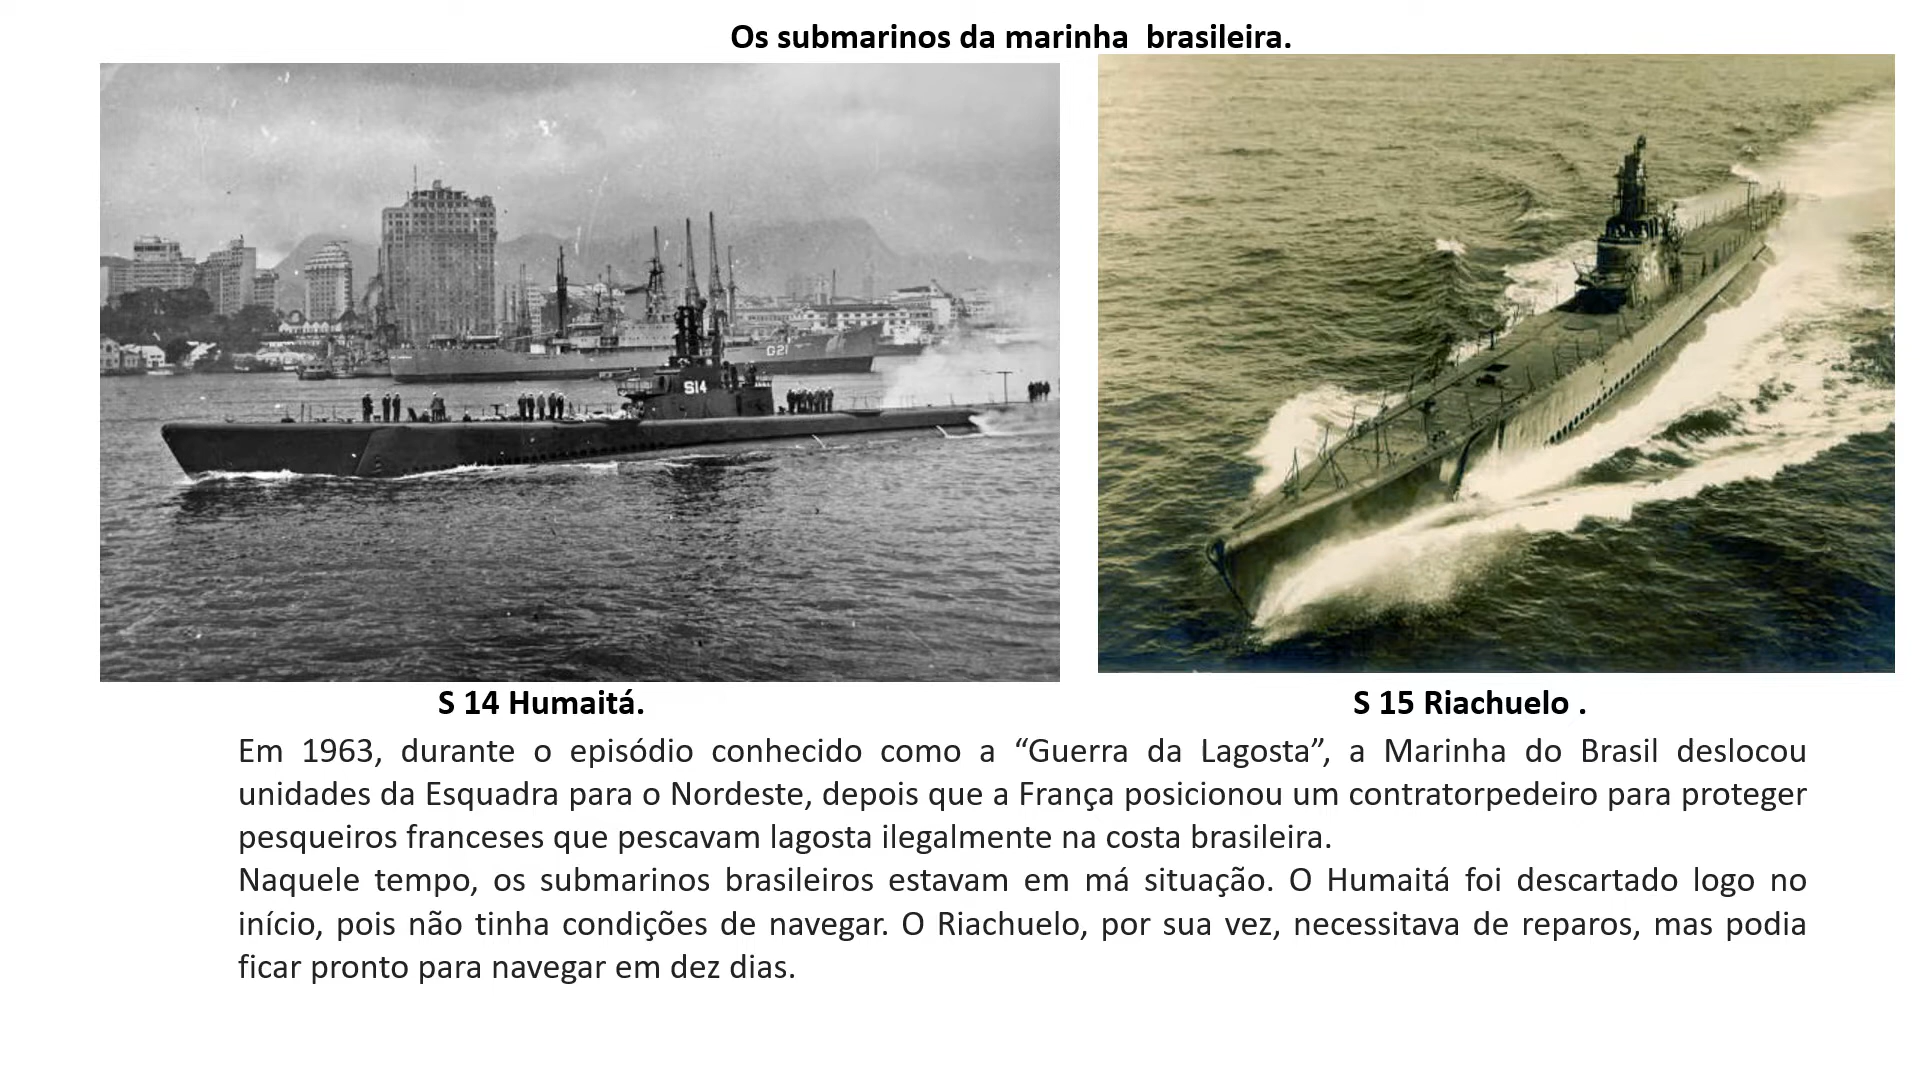 Os submarinos da marinha  brasileira.
G21
S14
S 14 Humaitá.
S 15 Riachuelo .
Em 1963, durante o episódio conhecido como a “Guerra da Lagosta”, a Marinha do Brasil deslocou
unidades da Esquadra para o Nordeste, depois que a França posicionou um contratorpedeiro para proteger
pesqueiros franceses que pescavam lagosta ilegalmente na costa brasileira.
Naquele tempo, os submarinos brasileiros estavam em má situação. O Humaitá foi descartado logo no
início, pois não tinha condições de navegar. O Riachuelo, por sua vez, necessitava de reparos, mas podia
ficar pronto para navegar em dez dias.